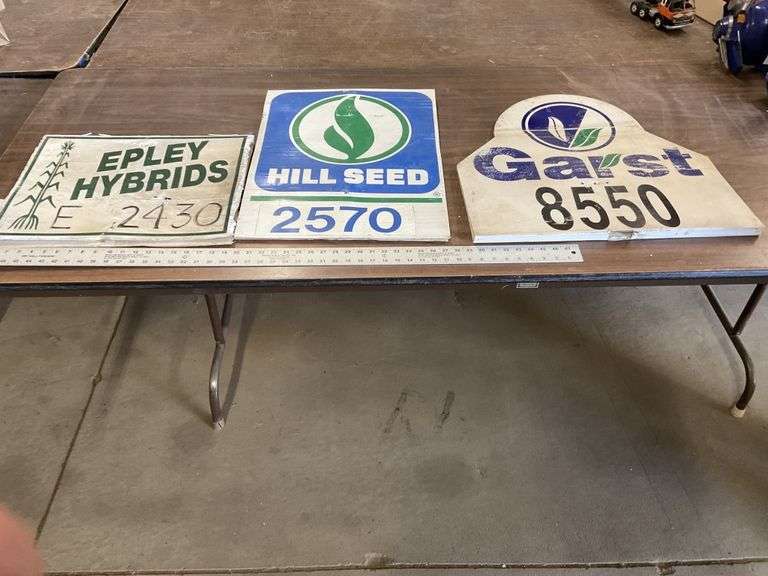 EPLEY
HYBRIDS
E 2430
HILL SEED
2570
Garst
8550